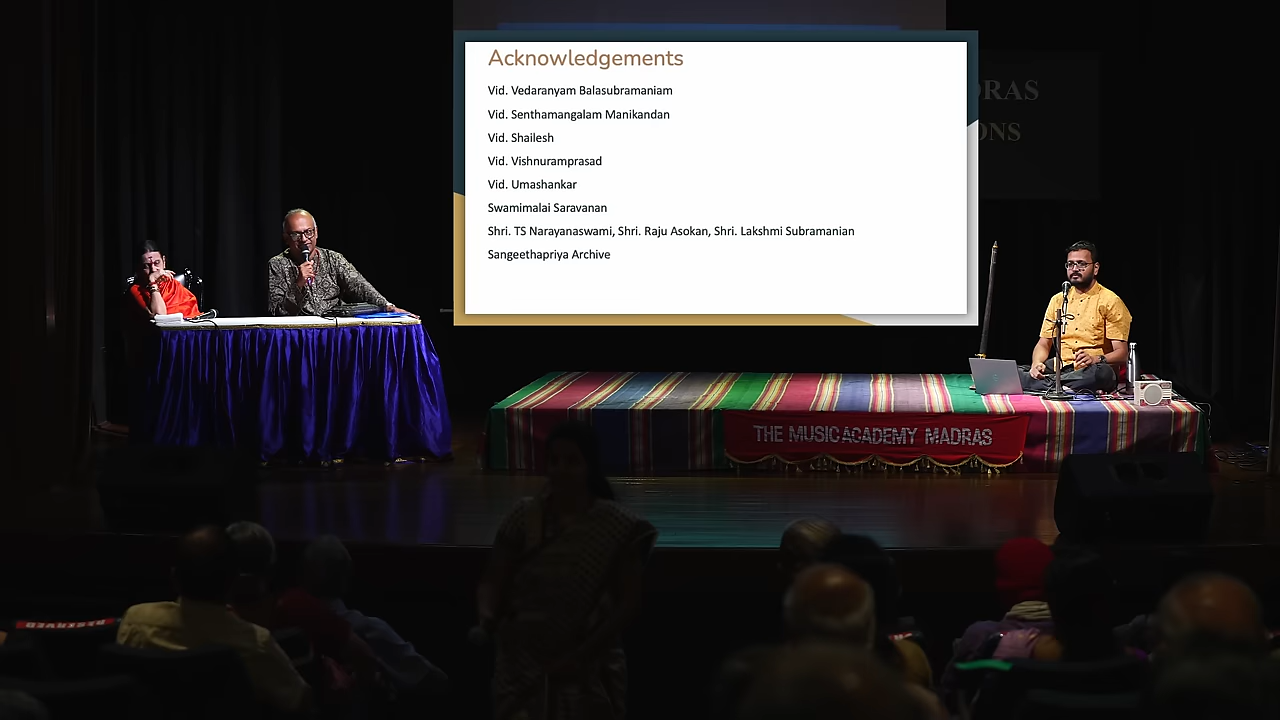 Acknowledgements
Vid. Vedaranyam Balasubramaniam
Vid. Senthamangalam Manikandan
Vid. Shailesh
Vid. Vishnuramprasad
Vid. Umashankar
Swamimalai Saravanan
Shri. TS Narayanaswami, Shri. Raju Asokan, Shri. Lakshmi Subramanian
Sangeethapriya Archive
THE MUSIC ACADEMY MADRAS
RESERVED